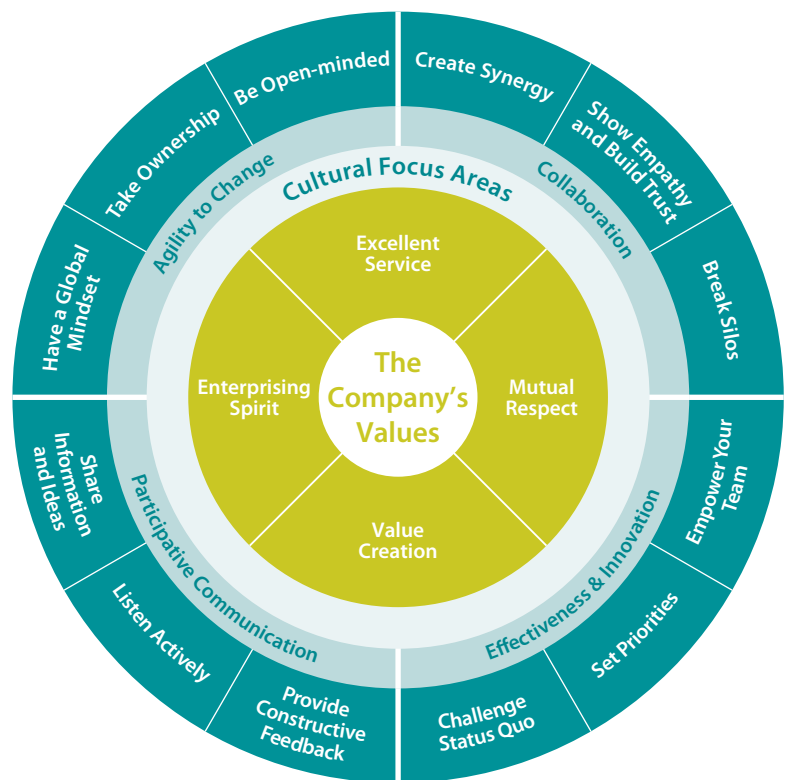 Be Open-minded
Create Synergy
Take Ownership
Show Empathy
and Build Trust
Have a Global
Mindset
Break Silos
Agility to Change
Cultural Focus Areas
Collaboration
Excellent
Service
Enterprising
Spirit
The
Company’s
Values
Mutual
Respect
Value
Creation
Share
Information
and Ideas
Participative Communication
Effectiveness & Innovation
Empower Your
Team
Listen Actively
Set Priorities
Provide
Constructive
Feedback
Challenge
Status Quo